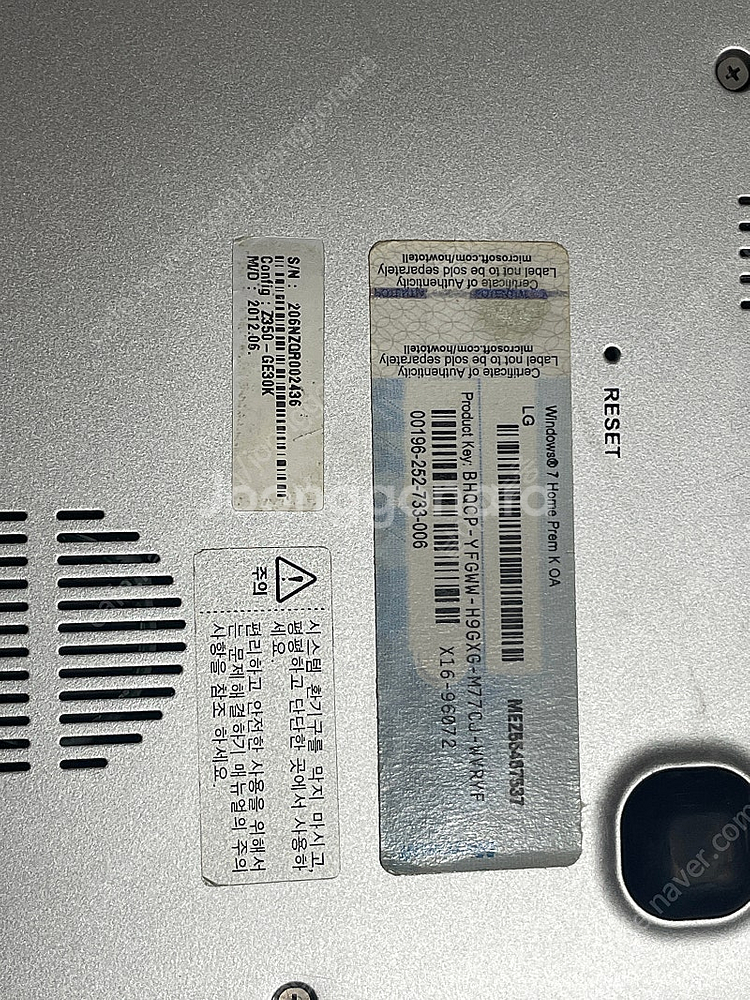 RESET
Certificate of Authenticity
Label not to be sold separately
microsoft.com/howtotell
Certificate of Authenticity
Label not to be sold separately
microsoft.com/howtotell
Windows® 7 Home Prem K OA
LG
Product Key: BHQCP-YFGWW-H9GXG-M77CJ-WVRYF
00196-252-733-006
X16-96072
S/N : 206NZQR002436
Config : Z350-GE30K
M/D : 2012.06.
주의
시스템 환기구를 막지 마시고,
평평하고 단단한 곳에서 사용하
세요.
편리하고 안전한 사용을 위해서
는 문제해결하기 매뉴얼의 주의
사항을 참조 하세요.
Joonggonara